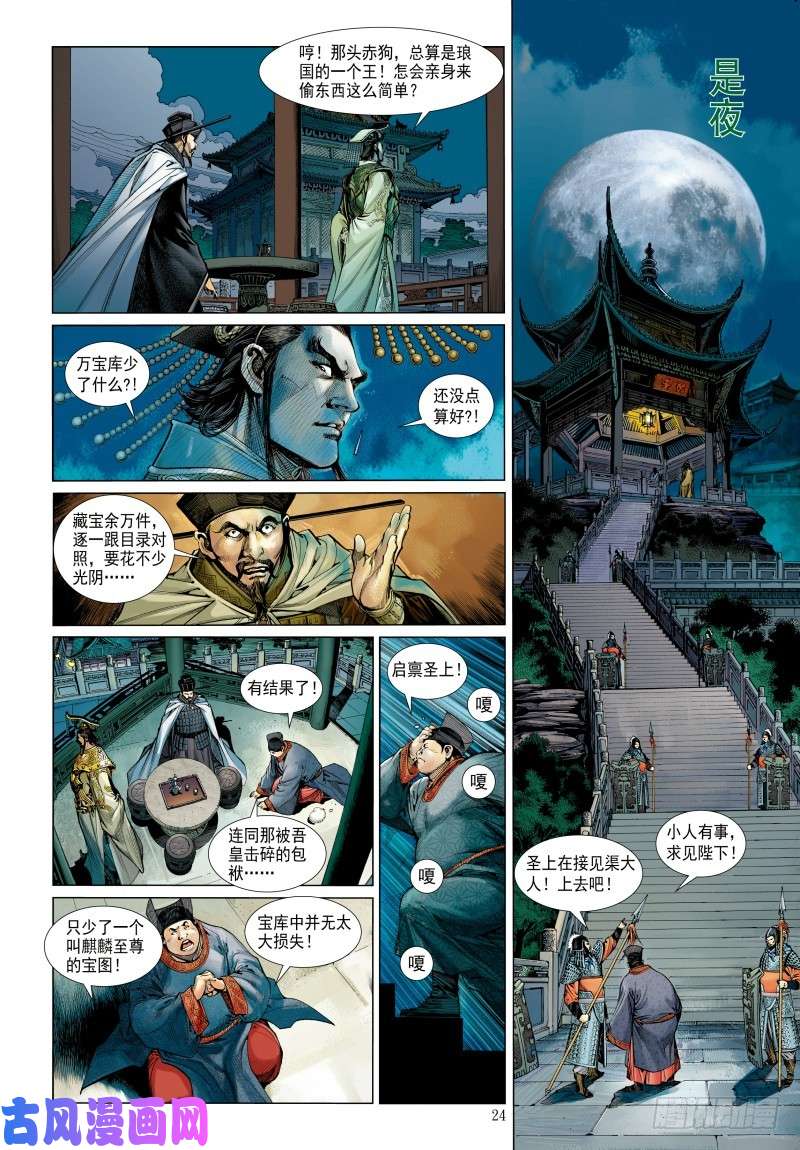 是夜
小人有事，
求见陛下！
圣上在接见渠大
人！上去吧！
哼！那头赤狗，总算是琅
国的一个王！怎会亲身来
偷东西这么简单？
还没点
算好?!
万宝库少
了什么?!
藏宝余万件，
逐一跟目录对
照，要花不少
光阴……
启禀圣上！
嗄
嗄
嗄
嗄
有结果了！
连同那被吾
皇击碎的包
袱……
宝库中并无太
大损失！
只少了一个
叫麒麟至尊
的宝图！
24
古风漫画网